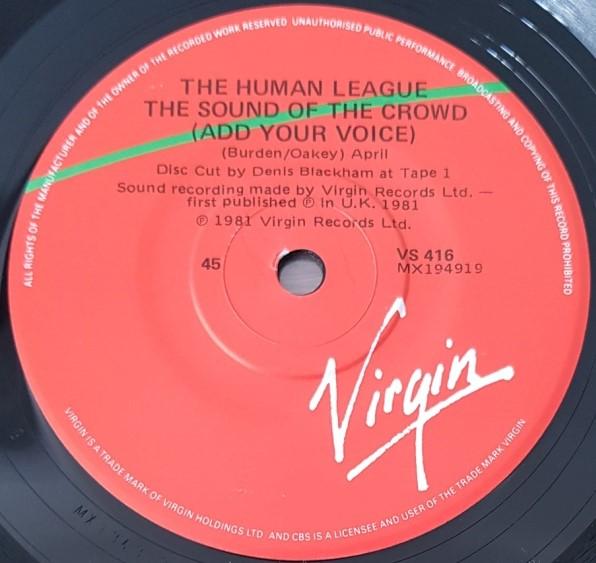 ALL RIGHTS OF THE MANUFACTURER AND OF THE OWNER OF THE RECORDED WORK RESERVED. UNAUTHORISED PUBLIC PERFORMANCE BROADCASTING AND COPYING OF THIS RECORD PROHIBITED
THE HUMAN LEAGUE
THE SOUND OF THE CROWD
(ADD YOUR VOICE)
(Burden/Oakey) April
Disc Cut by Denis Blackham at Tape 1
Sound recording made by Virgin Records Ltd. —
first published ℗ in U.K. 1981
℗ 1981 Virgin Records Ltd.
45
VS 416
MX194919
Virgin
VIRGIN IS A TRADE MARK OF VIRGIN HOLDINGS LTD. AND CBS IS A LICENSEE AND USER OF THE TRADE MARK VIRGIN